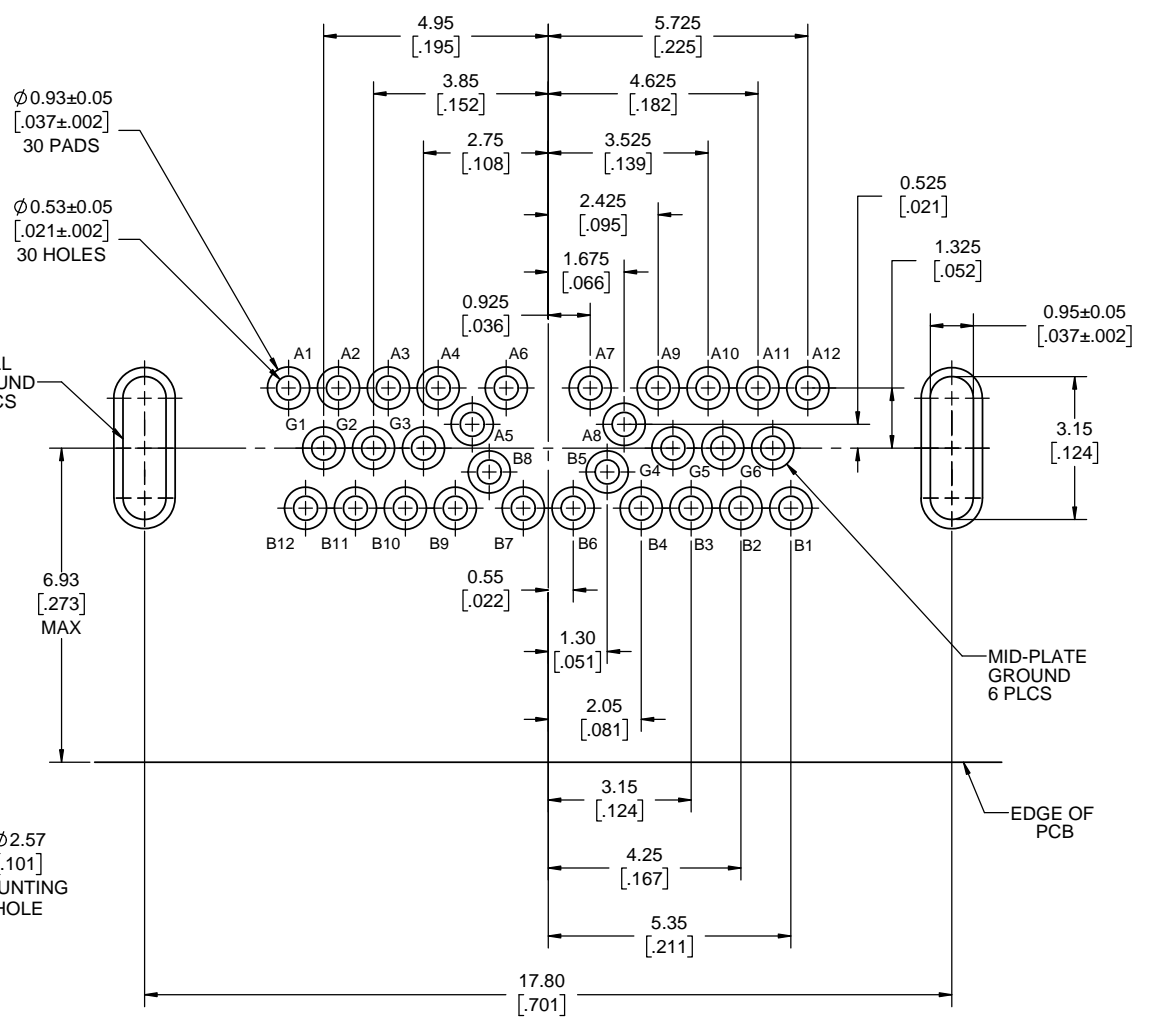 4.95
[.195]
5.725
[.225]
3.85
[.152]
4.625
[.182]
Ø0.93±0.05
[.037±.002]
30 PADS
2.75
[.108]
3.525
[.139]
0.525
[.021]
Ø0.53±0.05
[.021±.002]
30 HOLES
2.425
[.095]
1.325
[.052]
1.675
[.066]
0.925
[.036]
0.95±0.05
[.037±.002]
A1 A2 A3 A4 A6 A7 A9 A10 A11 A12
G1 G2 G3 A5 A8
B8 B5 G4 G5 G6
3.15
[.124]
B12 B11 B10 B9 B7 B6 B4 B3 B2 B1
6.93
[.273]
MAX
0.55
[.022]
1.30
[.051]
MID-PLATE
GROUND
6 PLCS
2.05
[.081]
3.15
[.124]
EDGE OF
PCB
Ø2.57
[.101]
HOLE
4.25
[.167]
5.35
[.211]
17.80
[.701]